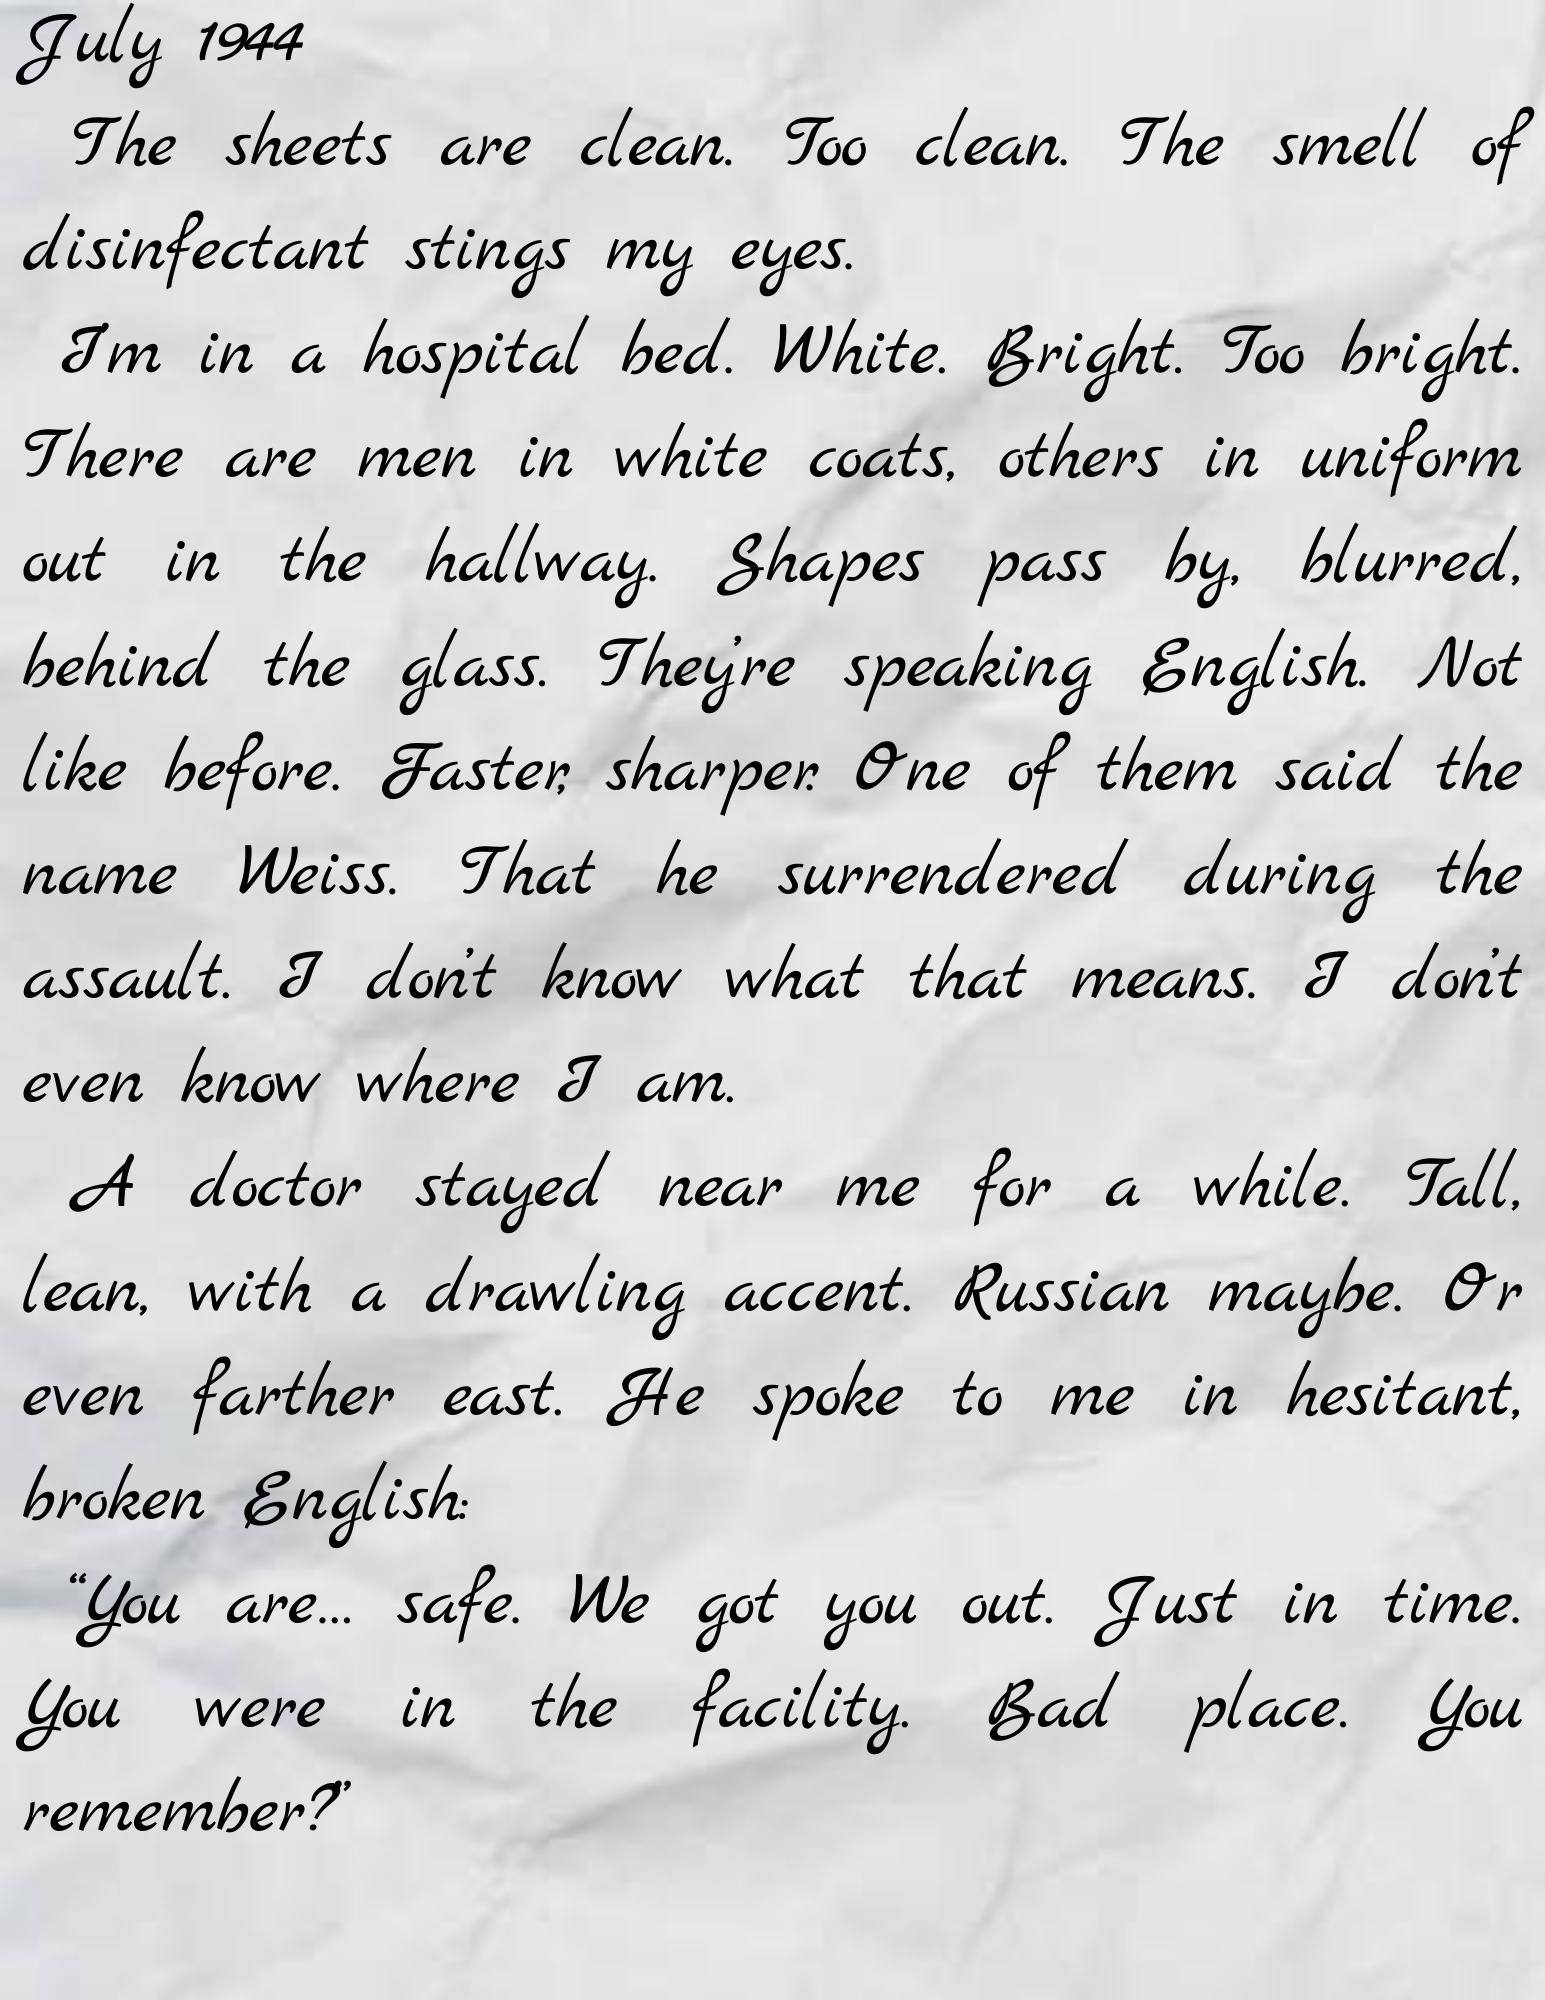 July 1944
The sheets are clean. Too clean. The smell of
disinfectant stings my eyes.
I'm in a hospital bed. White. Bright. Too bright.
There are men in white coats, others in uniform
out in the hallway. Shapes pass by, blurred,
behind the glass. They're speaking English. Not
like before. Faster, sharper. One of them said the
name Weiss. That he surrendered during the
assault. I don't know what that means. I don't
even know where I am.
A doctor stayed near me for a while. Tall,
lean, with a drawling accent. Russian maybe. Or
even farther east. He spoke to me in hesitant,
broken English:
“You are... safe. We got you out. Just in time.
You were in the facility. Bad place. You
remember?”